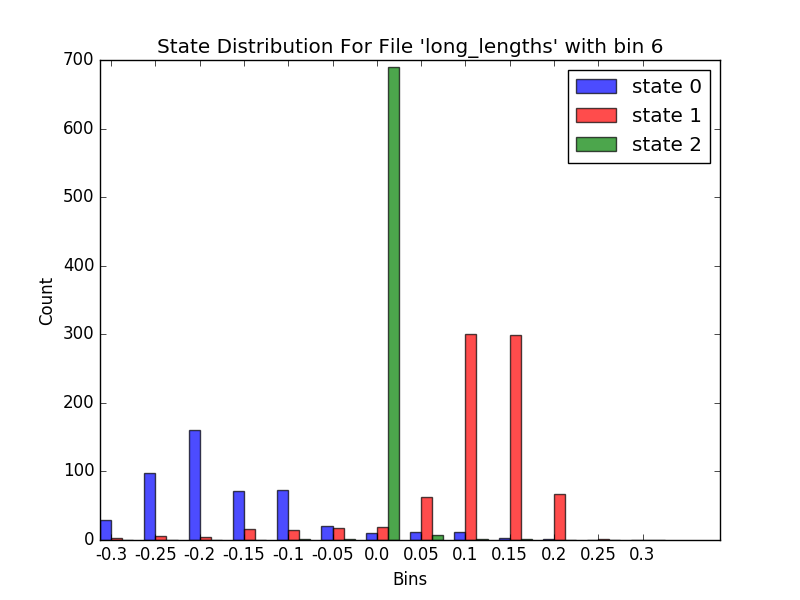 State Distribution For File 'long_lengths' with bin 6
700
600
500
400
300
200
100
0
Count
state 0
state 1
state 2
-0.3 -0.25 -0.2 -0.15 -0.1 -0.05 0.0 0.05 0.1 0.15 0.2 0.25 0.3
Bins